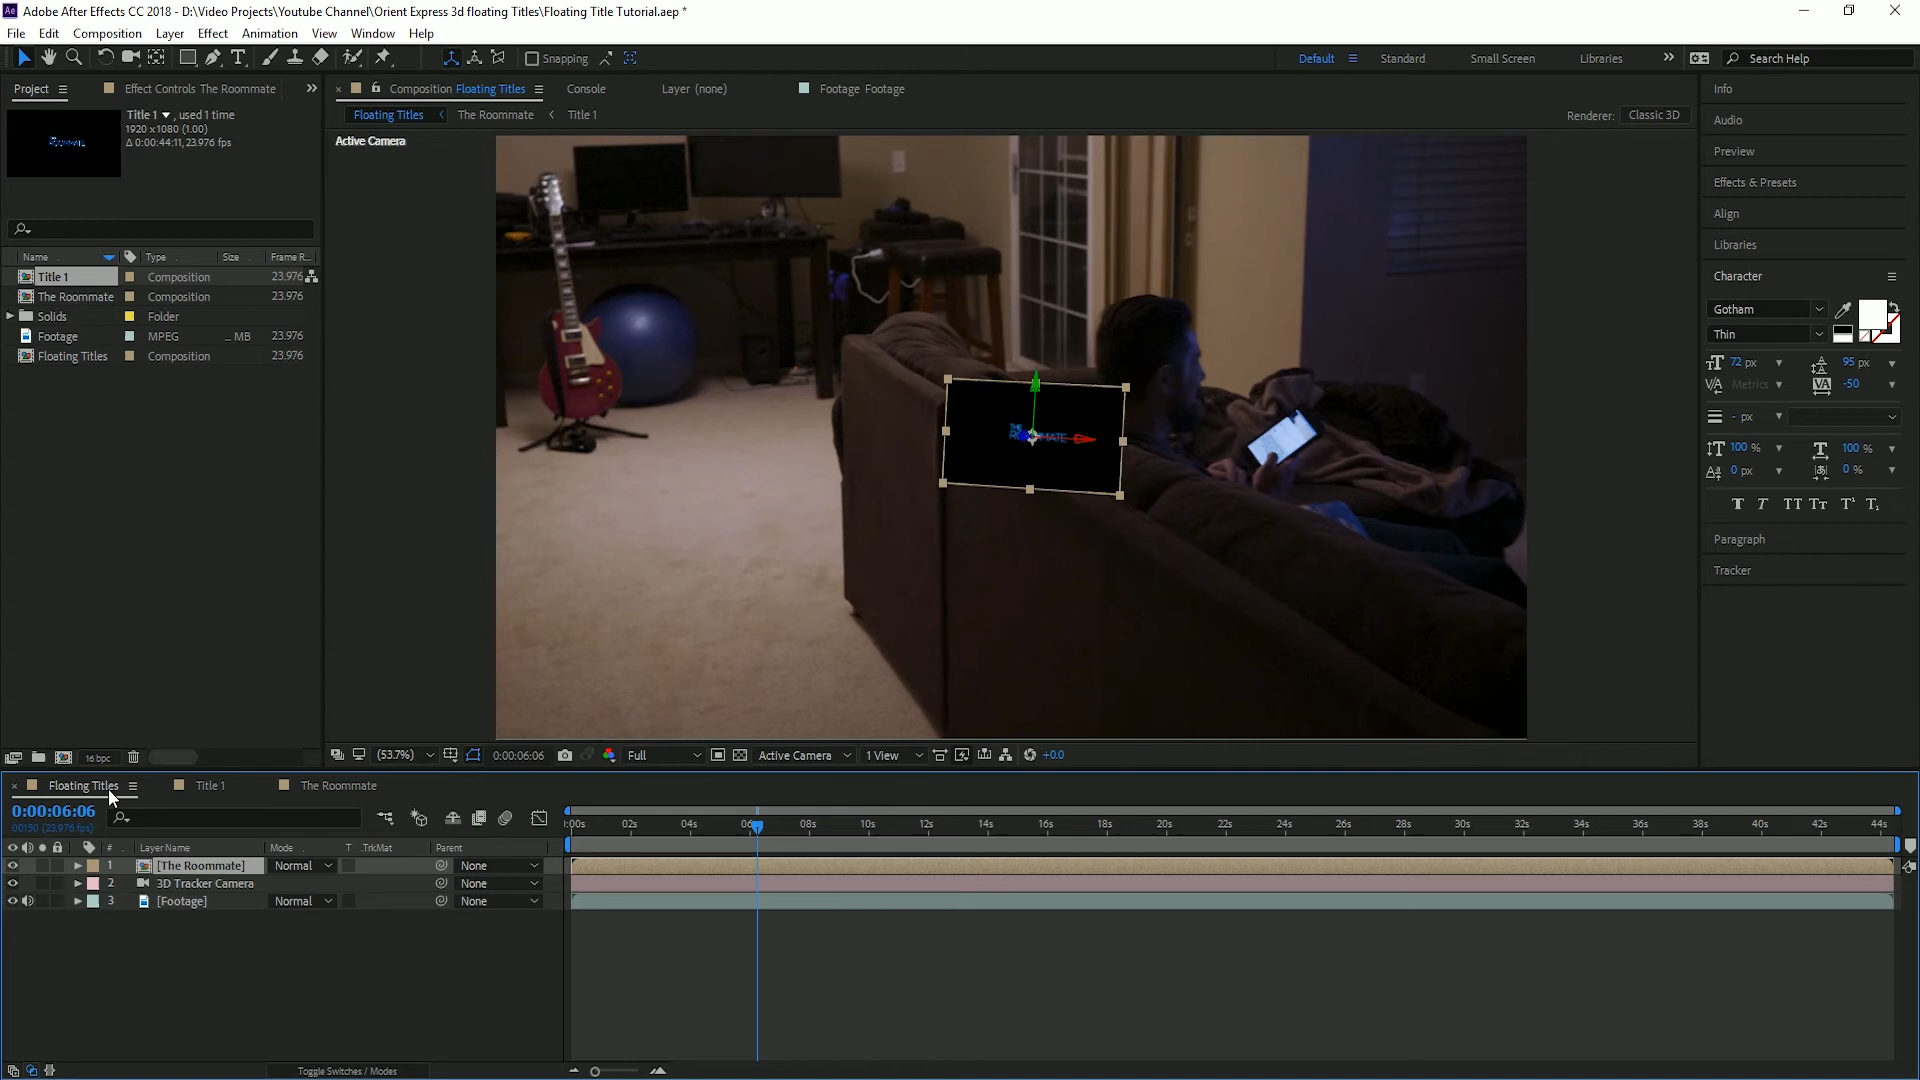 Adobe After Effects CC 2018 - D:\Video Projects\Youtube Channel\Orient Express 3d floating Titles\Floating Title Tutorial.aep *
File Edit Composition Layer Effect Animation View Window Help
Snapping
Default Standard Small Screen Libraries Search Help
Project Effect Controls The Roommate
Composition Floating Titles Console Layer (none) Footage Footage
Floating Titles The Roommate Title 1
Renderer: Classic 3D
Title 1 , used 1 time
1920 x 1080 (1.00)
Δ 0:00:44:11, 23.976 fps
Active Camera
Name Type Size Frame R...
Title 1 Composition 23.976
The Roommate Composition 23.976
Solids Folder
Footage MPEG ... MB 23.976
Floating Titles Composition 23.976
16 bpc
(53.7%) 0:00:06:06 Full Active Camera 1 View +0.0
Info
Audio
Preview
Effects & Presets
Align
Libraries
Character
Gotham
Thin
72 px 95 px
Metrics -50
- px
100 % 100 %
0 px 0 %
T T TT Tt T¹ T₁
Paragraph
Tracker
Floating Titles Title 1 The Roommate
0:00:06:06
00150 (23.976 fps)
# Layer Name Mode T .TrkMat Parent
1 [The Roommate] Normal None
2 3D Tracker Camera None
3 [Footage] Normal None
:00s 02s 04s 06s 08s 10s 12s 14s 16s 18s 20s 22s 24s 26s 28s 30s 32s 34s 36s 38s 40s 42s 44s
Toggle Switches / Modes